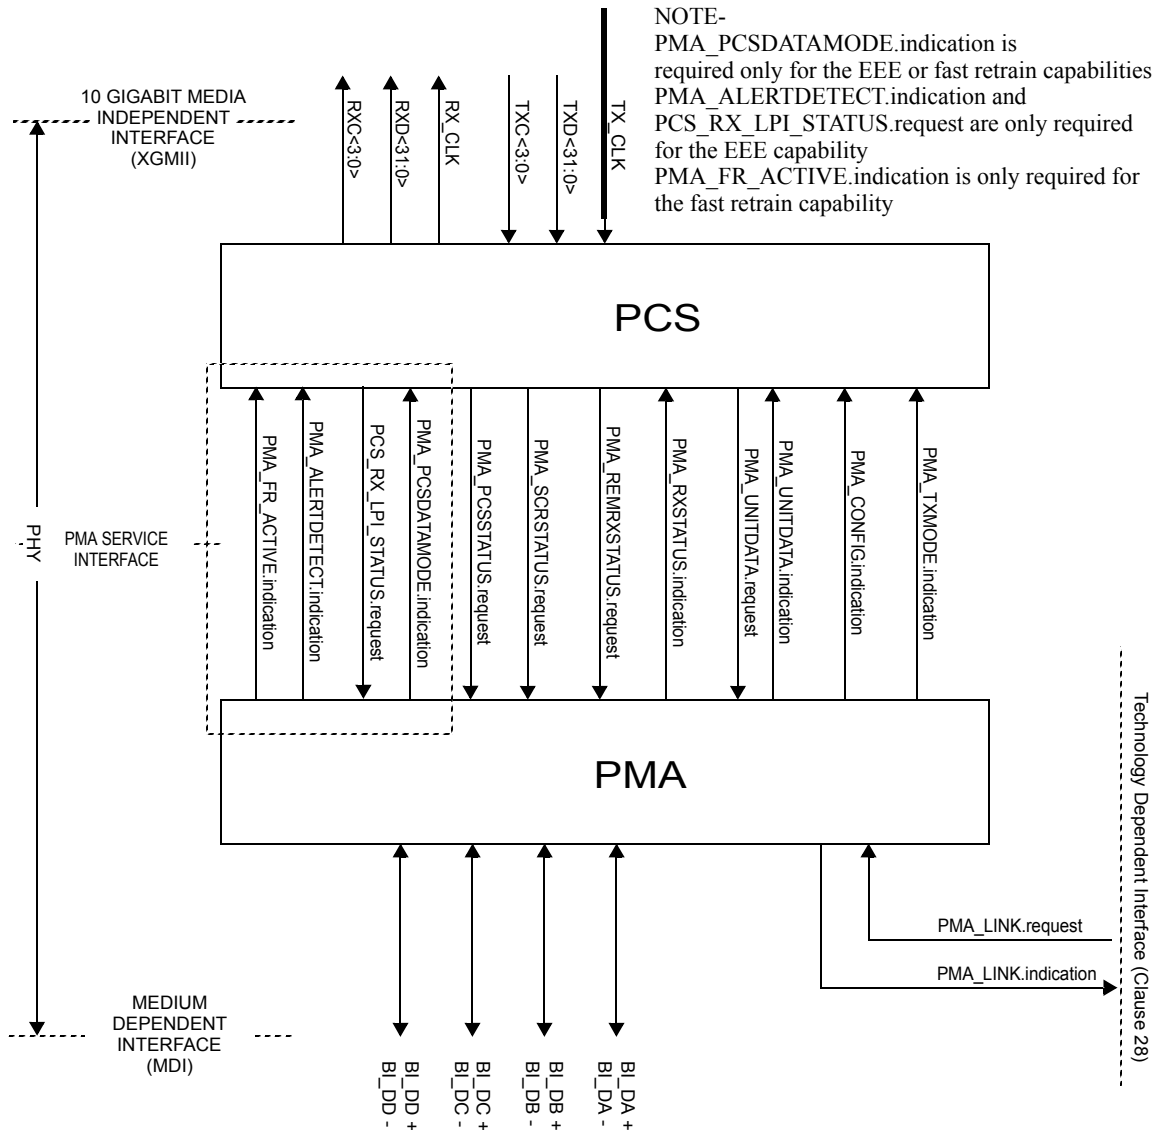 NOTE-
PMA_PCSDATAMODE.indication is
required only for the EEE or fast retrain capabilities
PMA_ALERTDETECT.indication and
PCS_RX_LPI_STATUS.request are only required
for the EEE capability
PMA_FR_ACTIVE.indication is only required for
the fast retrain capability
10 GIGABIT MEDIA
INDEPENDENT
INTERFACE
(XGMII)
RXC<3:0>
RXD<31:0>
RX_CLK
TXC<3:0>
TXD<31:0>
TX_CLK
PCS
PHY
PMA SERVICE
INTERFACE
PMA_FR_ACTIVE.indication
PMA_ALERTDETECT.indication
PCS_RX_LPI_STATUS.request
PMA_PCSDATAMODE.indication
PMA_PCSSTATUS.request
PMA_SCRSTATUS.request
PMA_REMRXSTATUS.request
PMA_RXSTATUS.indication
PMA_UNITDATA.request
PMA_UNITDATA.indication
PMA_CONFIG.indication
PMA_TXMODE.indication
PMA
Technology Dependent Interface (Clause 28)
PMA_LINK.request
PMA_LINK.indication
MEDIUM
DEPENDENT
INTERFACE
(MDI)
BI_DD +
BI_DD -
BI_DC +
BI_DC -
BI_DB +
BI_DB -
BI_DA +
BI_DA -